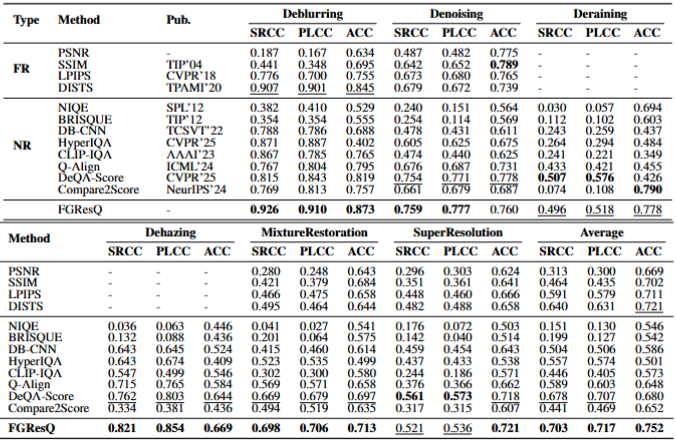 Type Method Pub. Deblurring Denoising Deraining
SRCC PLCC ACC SRCC PLCC ACC SRCC PLCC ACC
FR
PSNR - 0.187 0.167 0.634 0.487 0.482 0.775 - - -
SSIM TIP'04 0.441 0.348 0.695 0.642 0.652 0.789 - - -
LPIPS CVPR'18 0.776 0.700 0.755 0.673 0.680 0.765 - - -
DISTS TPAMI'20 0.907 0.901 0.845 0.679 0.672 0.739 - - -
NR
NIQE SPL'12 0.382 0.410 0.529 0.240 0.151 0.564 0.030 0.057 0.694
BRISQUE TIP'12 0.354 0.354 0.555 0.254 0.114 0.569 0.112 0.102 0.603
DB-CNN TCSVT'22 0.788 0.786 0.688 0.478 0.431 0.611 0.243 0.259 0.437
HyperIQA CVPR'25 0.871 0.887 0.402 0.605 0.625 0.675 0.264 0.294 0.484
CLIP-IQA AAAI'23 0.867 0.785 0.765 0.474 0.440 0.625 0.241 0.221 0.349
Q-Align ICML'24 0.767 0.804 0.795 0.676 0.687 0.731 0.433 0.421 0.455
DeQA-Score CVPR'25 0.815 0.843 0.819 0.754 0.771 0.778 0.507 0.576 0.426
Compare2Score NeurIPS'24 0.769 0.813 0.757 0.661 0.679 0.687 0.074 0.108 0.790
FGResQ - 0.926 0.910 0.873 0.759 0.777 0.760 0.496 0.518 0.778
Method Dehazing MixtureRestoration SuperResolution Average
SRCC PLCC ACC SRCC PLCC ACC SRCC PLCC ACC SRCC PLCC ACC
PSNR - - - 0.280 0.248 0.643 0.296 0.303 0.624 0.313 0.300 0.669
SSIM - - - 0.421 0.379 0.684 0.351 0.361 0.641 0.464 0.435 0.702
LPIPS - - - 0.466 0.475 0.658 0.448 0.460 0.666 0.591 0.579 0.711
DISTS - - - 0.495 0.464 0.644 0.482 0.488 0.658 0.640 0.631 0.721
NIQE 0.036 0.063 0.446 0.041 0.027 0.541 0.176 0.072 0.503 0.151 0.130 0.546
BRISQUE 0.132 0.088 0.436 0.201 0.064 0.575 0.142 0.040 0.514 0.199 0.127 0.542
DB-CNN 0.643 0.645 0.524 0.415 0.460 0.614 0.459 0.454 0.643 0.504 0.506 0.586
HyperIQA 0.643 0.674 0.409 0.523 0.535 0.499 0.437 0.433 0.538 0.557 0.574 0.501
CLIP-IQA 0.547 0.499 0.546 0.302 0.300 0.580 0.244 0.186 0.571 0.446 0.405 0.573
Q-Align 0.715 0.765 0.584 0.569 0.571 0.658 0.376 0.366 0.662 0.589 0.603 0.648
DeQA-Score 0.762 0.803 0.644 0.669 0.679 0.697 0.561 0.573 0.718 0.678 0.707 0.680
Compare2Score 0.334 0.381 0.436 0.494 0.519 0.635 0.317 0.315 0.607 0.441 0.469 0.652
FGResQ 0.821 0.854 0.669 0.698 0.706 0.713 0.521 0.536 0.721 0.703 0.717 0.752